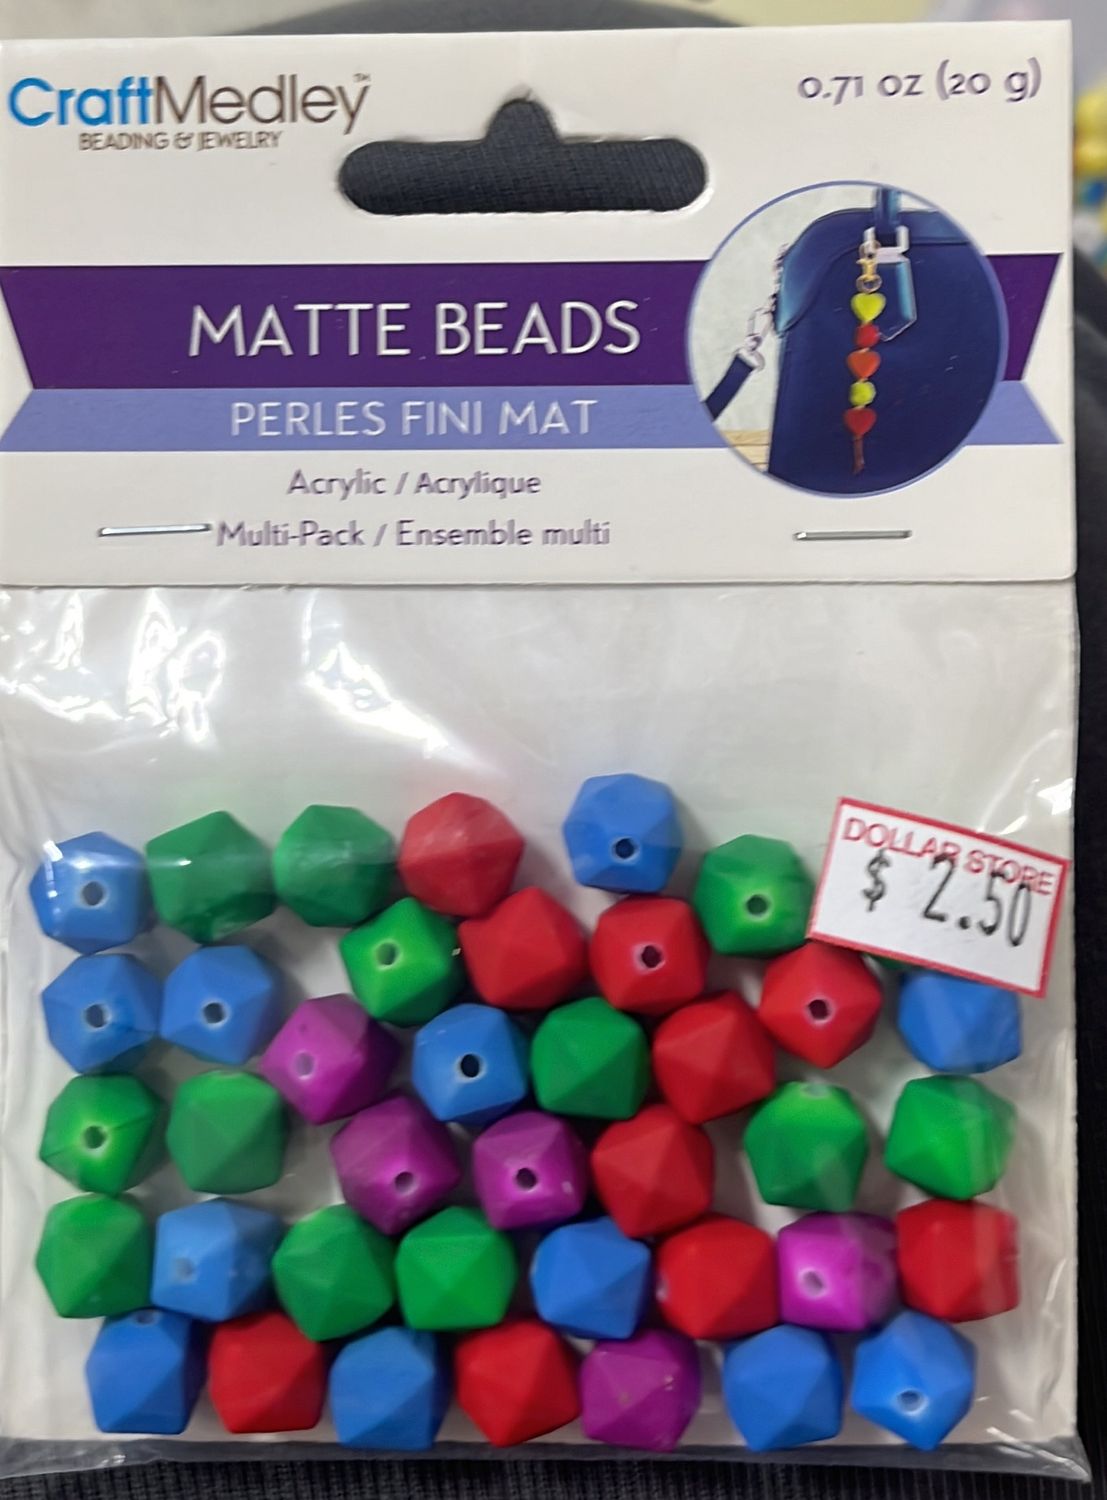 CraftMedley™
BEADING & JEWELRY
0.71 oz (20 g)
MATTE BEADS
PERLES FINI MAT
Acrylic / Acrylique
Multi-Pack / Ensemble multi
DOLLAR STORE
$ 2.50